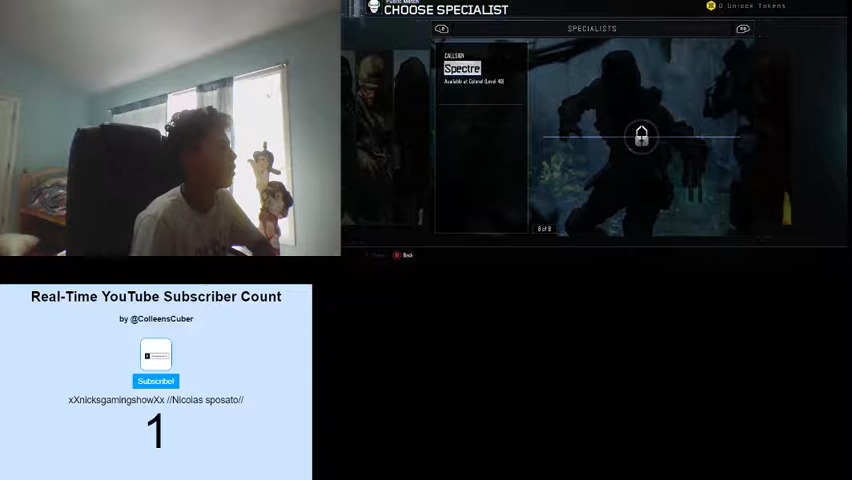 CHOOSE SPECIALIST
0 Unlock Tokens
SPECIALISTS
CALLSIGN
Spectre
Available at Colonel (Level 40)
8 of 9
Back
Real-Time YouTube Subscriber Count
by @ColleensCuber
Subscribe!
xXnicksgamingshowXx //Nicolas sposato//
1